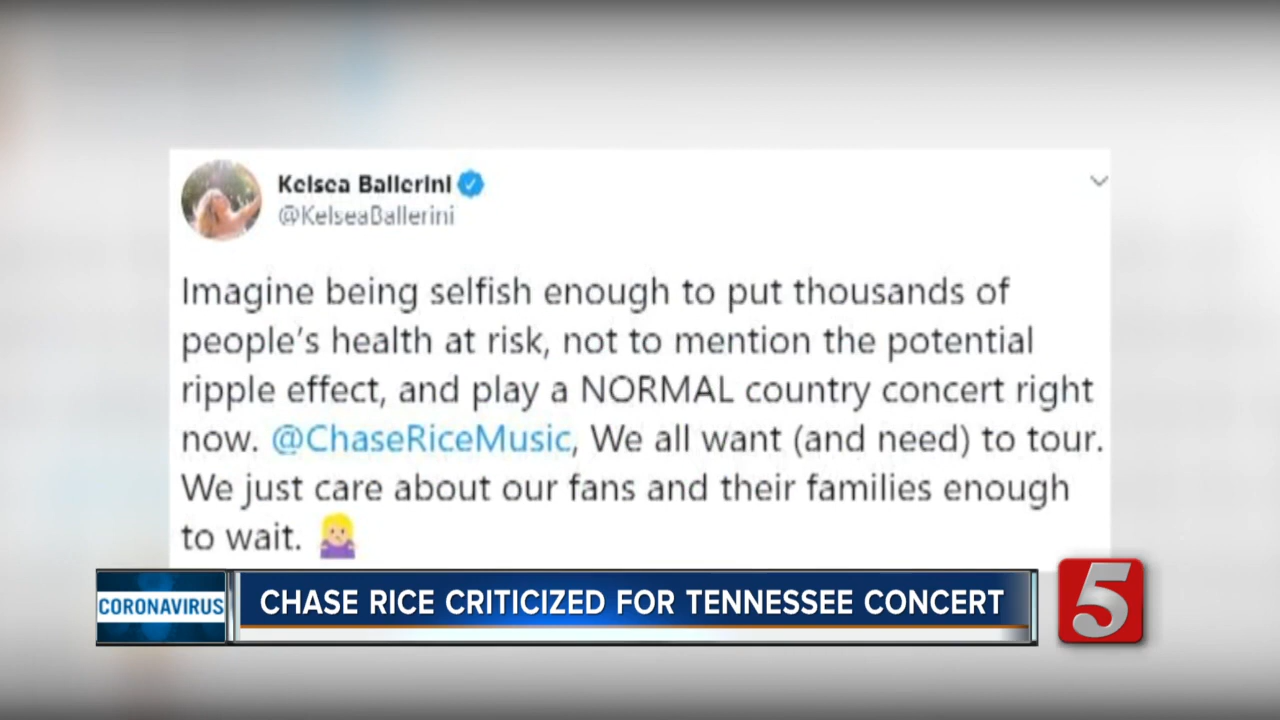 Kelsea Ballerini
@KelseaBallerini
Imagine being selfish enough to put thousands of
people's health at risk, not to mention the potential
ripple effect, and play a NORMAL country concert right
now. @ChaseRiceMusic, We all want (and need) to tour.
We just care about our fans and their families enough
to wait. 🤷🏼‍♀️
CORONAVIRUS
CHASE RICE CRITICIZED FOR TENNESSEE CONCERT
5